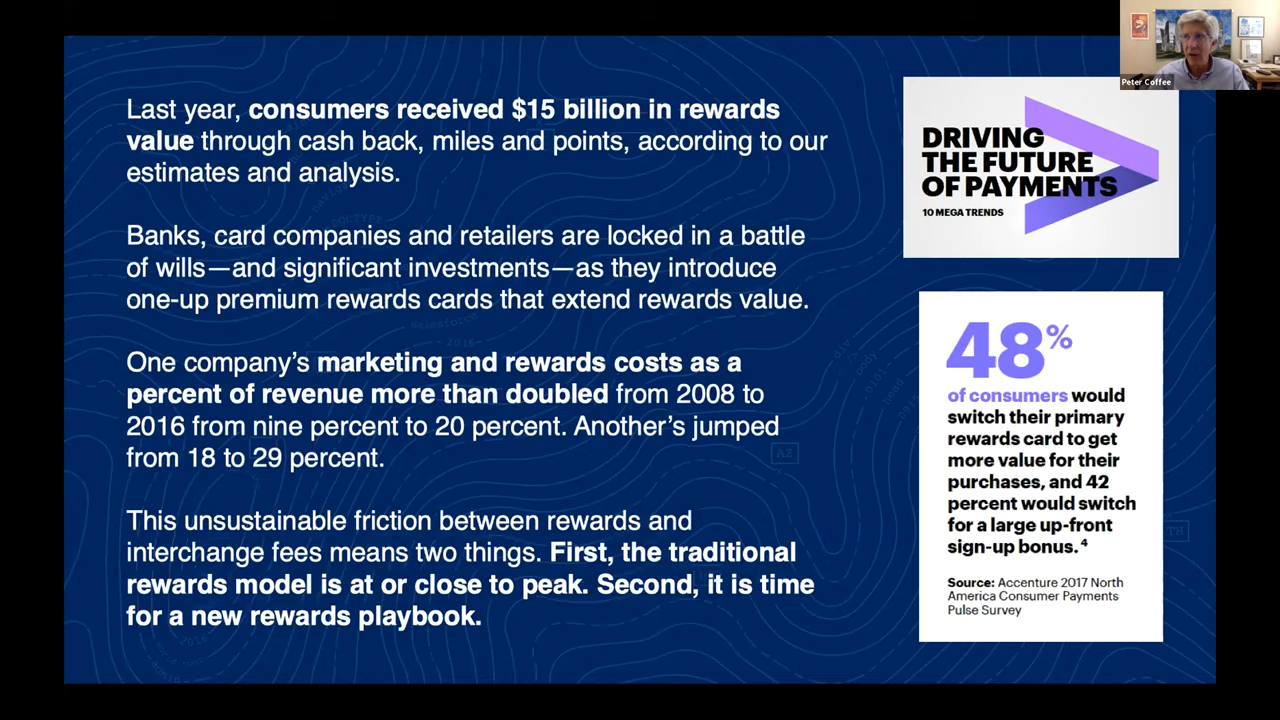 Peter Coffee
Last year, consumers received $15 billion in rewards
value through cash back, miles and points, according to our
estimates and analysis.
Banks, card companies and retailers are locked in a battle
of wills—and significant investments—as they introduce
one-up premium rewards cards that extend rewards value.
One company’s marketing and rewards costs as a
percent of revenue more than doubled from 2008 to
2016 from nine percent to 20 percent. Another’s jumped
from 18 to 29 percent.
This unsustainable friction between rewards and
interchange fees means two things. First, the traditional
rewards model is at or close to peak. Second, it is time
for a new rewards playbook.
DRIVING
THE FUTURE
OF PAYMENTS
10 MEGA TRENDS
48%
of consumers would
switch their primary
rewards card to get
more value for their
purchases, and 42
percent would switch
for a large up-front
sign-up bonus. 4
Source: Accenture 2017 North
America Consumer Payments
Pulse Survey
salesforce
2016
A2